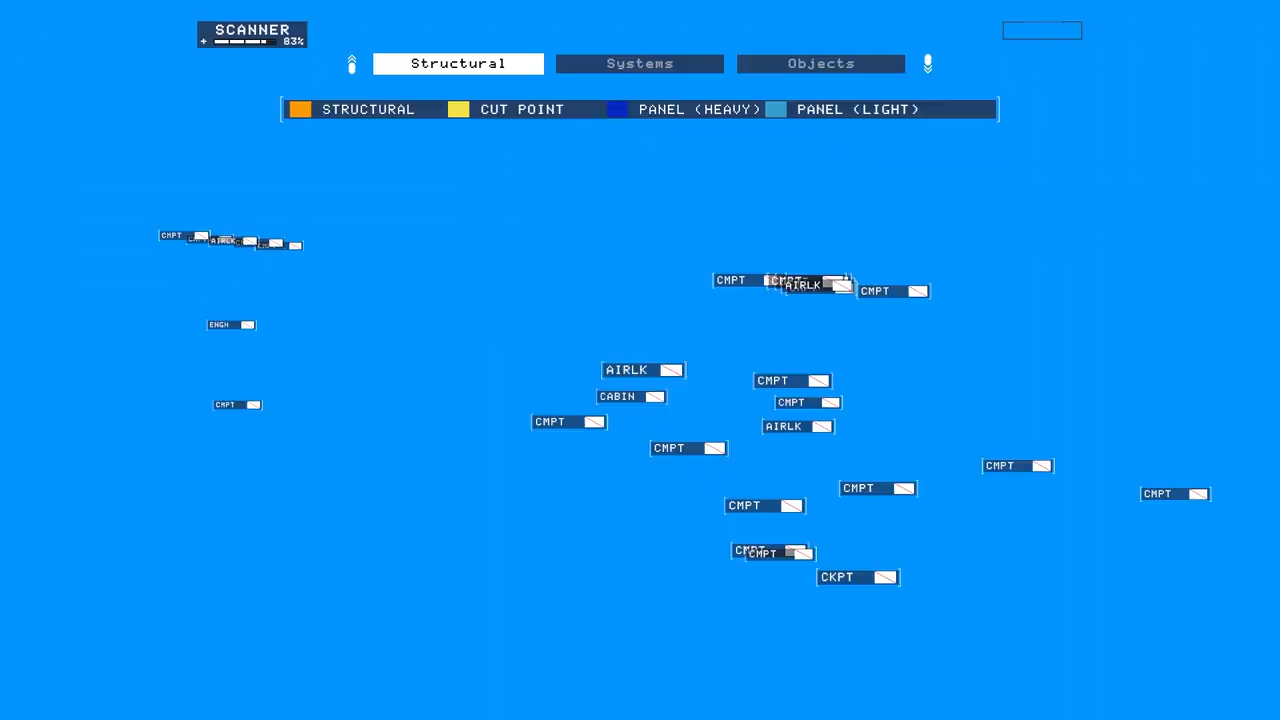 SCANNER
+ 83%
Structural Systems Objects
STRUCTURAL CUT POINT PANEL (HEAVY) PANEL (LIGHT)
CMPT AIRLK
CMPT CMPT
AIRLK CMPT
ENGN
AIRLK
CMPT
CABIN
CMPT
CMPT
CMPT
AIRLK
CMPT
CMPT
CMPT
CMPT
CMPT
CMPT
CMPT
CKPT